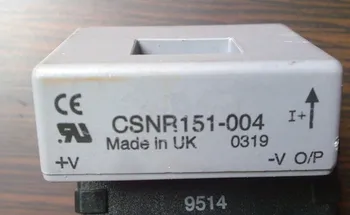 CE
CSNR151-004
I+
Made in UK 0319
+V -V O/P
9514